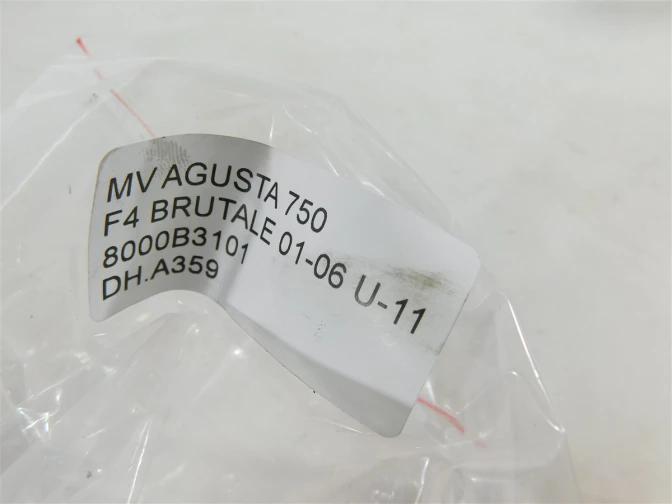 MV AGUSTA 750
F4 BRUTALE 01-06 U-11
8000B3101
DH.A359